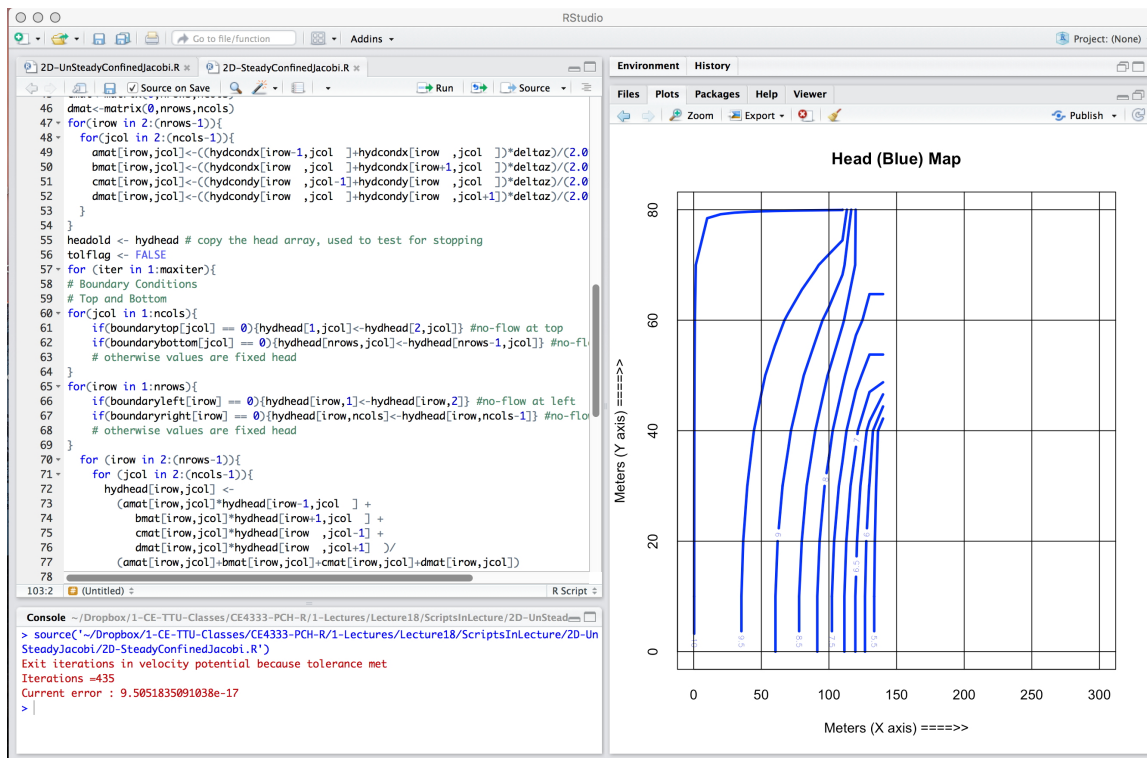 RStudio
Go to file/function
Addins
Project: (None)
2D-UnSteadyConfinedJacobi.R
2D-SteadyConfinedJacobi.R
Source on Save
Run
Source
46 dmat<-matrix(0,nrows,ncols)
47 for(irow in 2:(nrows-1)){
48 for(jcol in 2:(ncols-1)){
49 amat[irow,jcol]<-((hydcondx[irow-1,jcol ]+hydcondx[irow ,jcol ])*deltaz)/(2.0
50 bmat[irow,jcol]<-((hydcondx[irow ,jcol ]+hydcondx[irow+1,jcol ])*deltaz)/(2.0
51 cmat[irow,jcol]<-((hydcondy[irow ,jcol-1]+hydcondy[irow ,jcol ])*deltaz)/(2.0
52 dmat[irow,jcol]<-((hydcondy[irow ,jcol ]+hydcondy[irow ,jcol+1])*deltaz)/(2.0
53 }
54 }
55 headold <- hydhead # copy the head array, used to test for stopping
56 tolflag <- FALSE
57 for (iter in 1:maxiter){
58 # Boundary Conditions
59 # Top and Bottom
60 for(jcol in 1:ncols){
61 if(boundarytop[jcol] == 0){hydhead[1,jcol]<-hydhead[2,jcol]} #no-flow at top
62 if(boundarybottom[jcol] == 0){hydhead[nrows,jcol]<-hydhead[nrows-1,jcol]} #no-fl
63 # otherwise values are fixed head
64 }
65 for(irow in 1:nrows){
66 if(boundaryleft[irow] == 0){hydhead[irow,1]<-hydhead[irow,2]} #no-flow at left
67 if(boundaryright[irow] == 0){hydhead[irow,ncols]<-hydhead[irow,ncols-1]} #no-flo
68 # otherwise values are fixed head
69 }
70 for (irow in 2:(nrows-1)){
71 for (jcol in 2:(ncols-1)){
72 hydhead[irow,jcol] <-
73 (amat[irow,jcol]*hydhead[irow-1,jcol ] +
74 bmat[irow,jcol]*hydhead[irow+1,jcol ] +
75 cmat[irow,jcol]*hydhead[irow ,jcol-1] +
76 dmat[irow,jcol]*hydhead[irow ,jcol+1] )/
77 (amat[irow,jcol]+bmat[irow,jcol]+cmat[irow,jcol]+dmat[irow,jcol])
78
103:2 (Untitled) R Script
Console ~/Dropbox/1-CE-TTU-Classes/CE4333-PCH-R/1-Lectures/Lecture18/ScriptsInLecture/2D-UnStead
> source('~/Dropbox/1-CE-TTU-Classes/CE4333-PCH-R/1-Lectures/Lecture18/ScriptsInLecture/2D-Un
SteadyJacobi/2D-SteadyConfinedJacobi.R')
Exit iterations in velocity potential because tolerance met
Iterations =435
Current error : 9.5051835091038e-17
>
Environment History
Files Plots Packages Help Viewer
Zoom Export Publish
Head (Blue) Map
Meters (Y axis) ====>>
80
60
40
20
0
10
9.5
9
8.5
8
7.5
7
6.5
6
5.5
0 50 100 150 200 250 300
Meters (X axis) ====>>